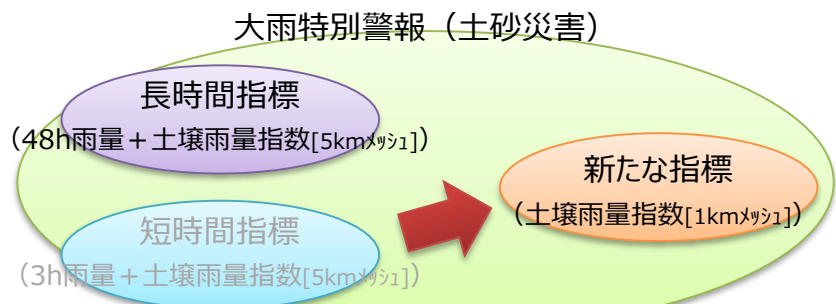 大雨特別警報（土砂災害）
長時間指標
（48h雨量＋土壌雨量指数[5kmﾒｯｼｭ]）
短時間指標
（3h雨量＋土壌雨量指数[5kmﾒｯｼｭ]）
新たな指標
（土壌雨量指数[1kmﾒｯｼｭ]）